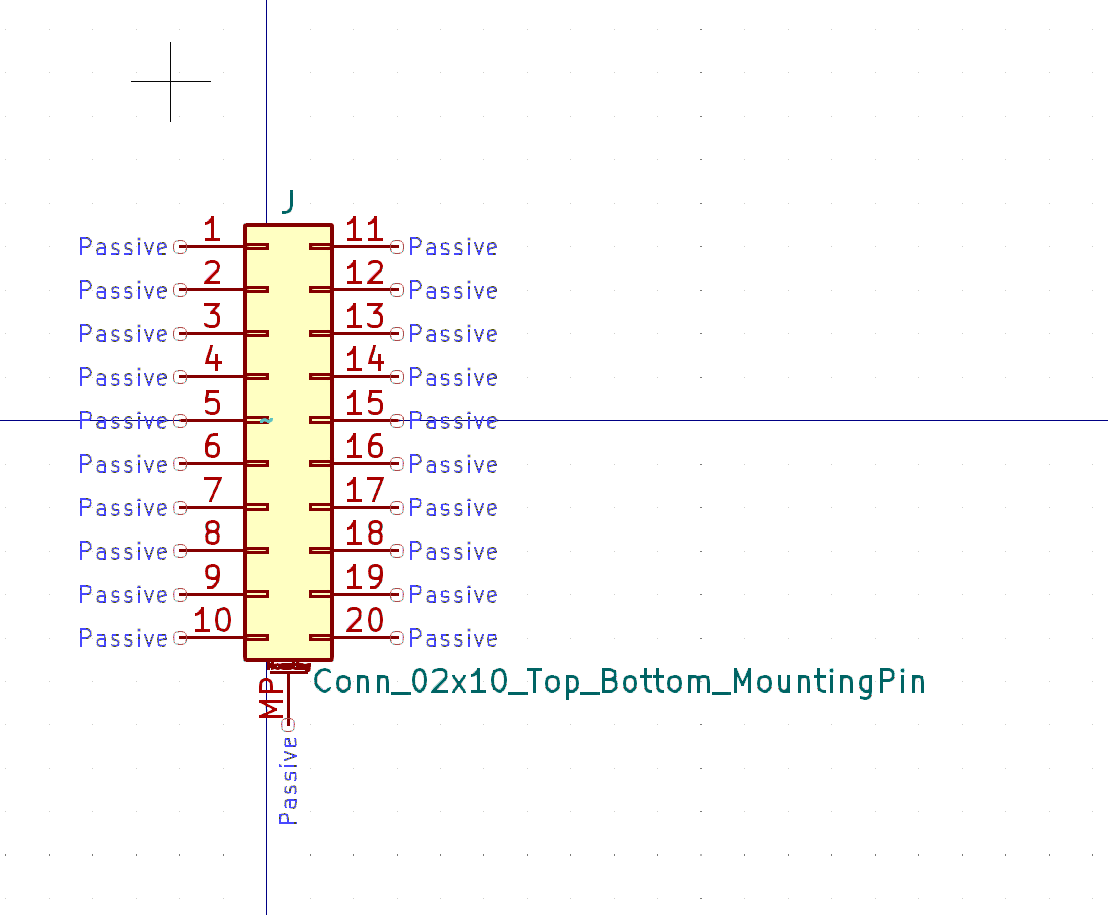 J
Passive 1 11 Passive
Passive 2 12 Passive
Passive 3 13 Passive
Passive 4 14 Passive
Passive 5 15 Passive
Passive 6 16 Passive
Passive 7 17 Passive
Passive 8 18 Passive
Passive 9 19 Passive
Passive 10 20 Passive
Mounting
MP
Conn_02x10_Top_Bottom_MountingPin
Passive